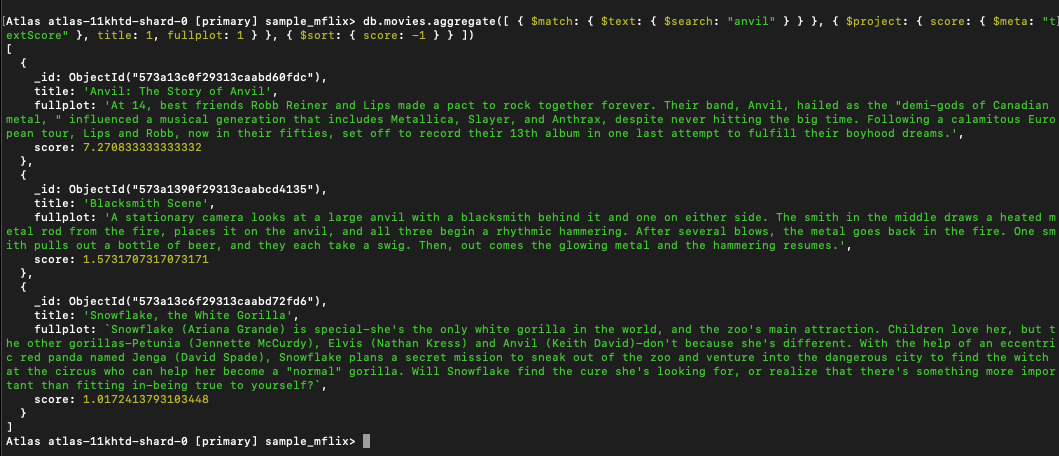 [Atlas atlas-11khtd-shard-0 [primary] sample_mflix> db.movies.aggregate([ { $match: { $text: { $search: "anvil" } } }, { $project: { score: { $meta: "t]
extScore" }, title: 1, fullplot: 1 } }, { $sort: { score: -1 } } ])
[
  {
    _id: ObjectId("573a13c0f29313caabd60fdc"),
    title: 'Anvil: The Story of Anvil',
    fullplot: 'At 14, best friends Robb Reiner and Lips made a pact to rock together forever. Their band, Anvil, hailed as the "demi-gods of Canadian
metal, " influenced a musical generation that includes Metallica, Slayer, and Anthrax, despite never hitting the big time. Following a calamitous Euro
pean tour, Lips and Robb, now in their fifties, set off to record their 13th album in one last attempt to fulfill their boyhood dreams.',
    score: 7.270833333333332
  },
  {
    _id: ObjectId("573a1390f29313caabcd4135"),
    title: 'Blacksmith Scene',
    fullplot: 'A stationary camera looks at a large anvil with a blacksmith behind it and one on either side. The smith in the middle draws a heated m
etal rod from the fire, places it on the anvil, and all three begin a rhythmic hammering. After several blows, the metal goes back in the fire. One sm
ith pulls out a bottle of beer, and they each take a swig. Then, out comes the glowing metal and the hammering resumes.',
    score: 1.5731707317073171
  },
  {
    _id: ObjectId("573a13c6f29313caabd72fd6"),
    title: 'Snowflake, the White Gorilla',
    fullplot: `Snowflake (Ariana Grande) is special-she's the only white gorilla in the world, and the zoo's main attraction. Children love her, but t
he other gorillas-Petunia (Jennette McCurdy), Elvis (Nathan Kress) and Anvil (Keith David)-don't because she's different. With the help of an eccentri
c red panda named Jenga (David Spade), Snowflake plans a secret mission to sneak out of the zoo and venture into the dangerous city to find the witch
at the circus who can help her become a "normal" gorilla. Will Snowflake find the cure she's looking for, or realize that there's something more impor
tant than fitting in-being true to yourself?`,
    score: 1.0172413793103448
  }
]
Atlas atlas-11khtd-shard-0 [primary] sample_mflix>